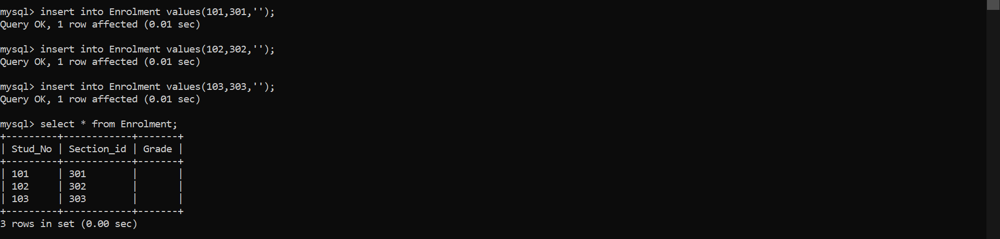 mysql> insert into Enrolment values(101,301,'');
Query OK, 1 row affected (0.01 sec)
mysql> insert into Enrolment values(102,302,'');
Query OK, 1 row affected (0.01 sec)
mysql> insert into Enrolment values(103,303,'');
Query OK, 1 row affected (0.01 sec)
mysql> select * from Enrolment;
+---------+------------+-------+
| Stud_No | Section_id | Grade |
+---------+------------+-------+
| 101     | 301        |       |
| 102     | 302        |       |
| 103     | 303        |       |
+---------+------------+-------+
3 rows in set (0.00 sec)